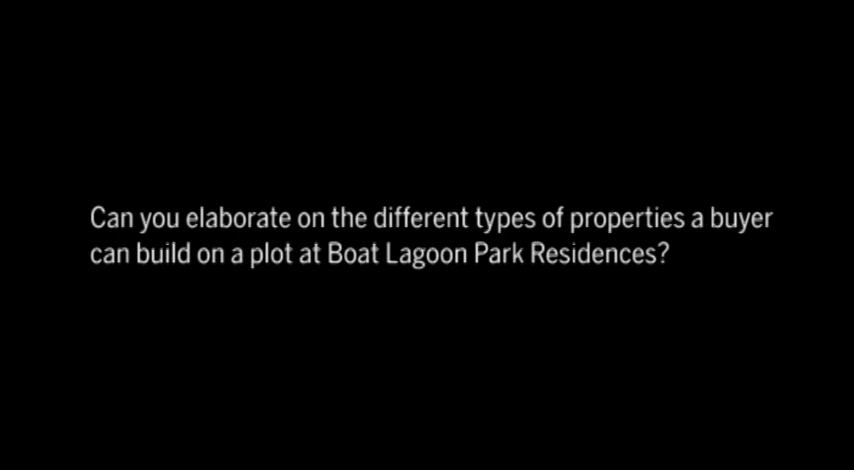 Can you elaborate on the different types of properties a buyer
can build on a plot at Boat Lagoon Park Residences?